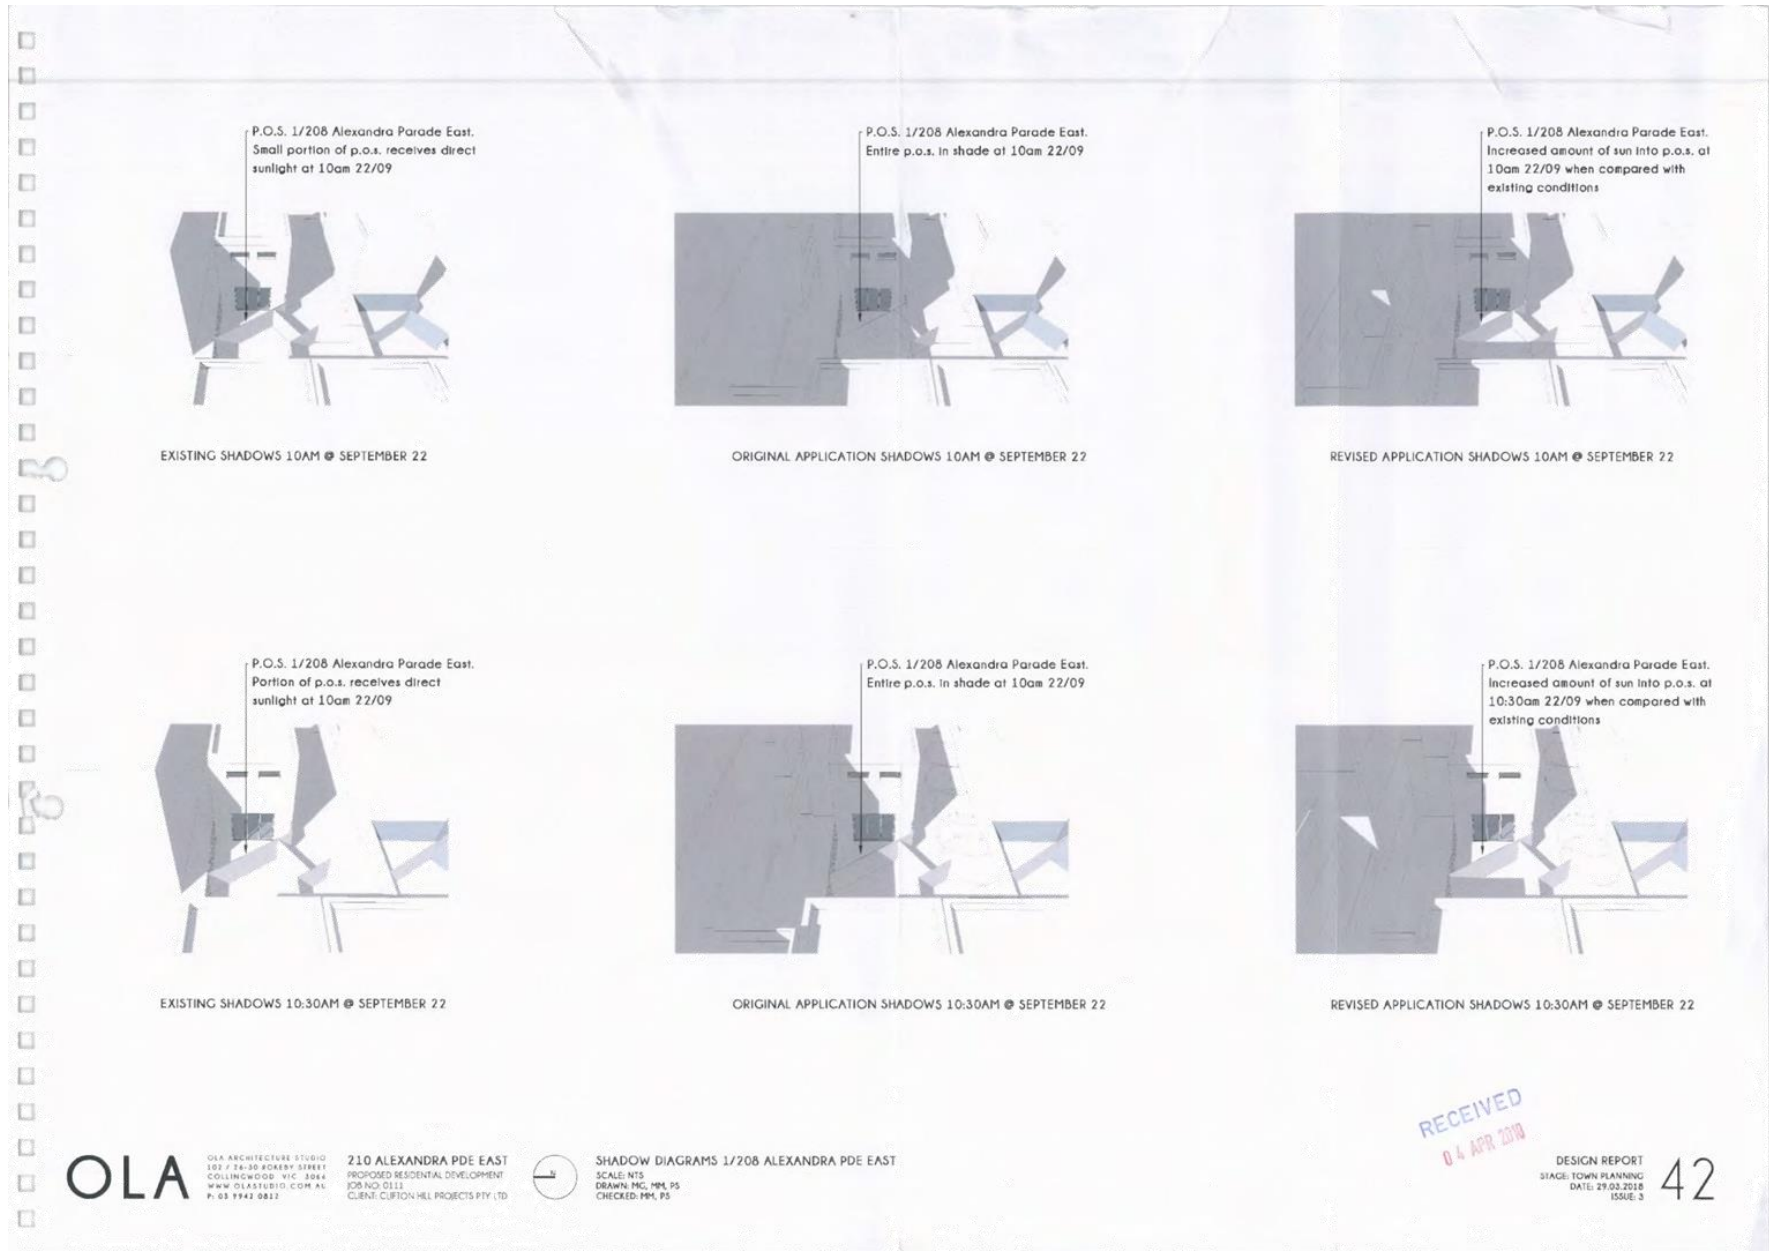 P.O.S. 1/208 Alexandra Parade East.
Small portion of p.o.s. receives direct
sunlight at 10am 22/09
P.O.S. 1/208 Alexandra Parade East.
Entire p.o.s. in shade at 10am 22/09
P.O.S. 1/208 Alexandra Parade East.
Increased amount of sun into p.o.s. at
10am 22/09 when compared with
existing conditions
EXISTING SHADOWS 10AM @ SEPTEMBER 22
ORIGINAL APPLICATION SHADOWS 10AM @ SEPTEMBER 22
REVISED APPLICATION SHADOWS 10AM @ SEPTEMBER 22
P.O.S. 1/208 Alexandra Parade East.
Portion of p.o.s. receives direct
sunlight at 10am 22/09
P.O.S. 1/208 Alexandra Parade East.
Entire p.o.s. in shade at 10am 22/09
P.O.S. 1/208 Alexandra Parade East.
Increased amount of sun into p.o.s. at
10:30am 22/09 when compared with
existing conditions
EXISTING SHADOWS 10:30AM @ SEPTEMBER 22
ORIGINAL APPLICATION SHADOWS 10:30AM @ SEPTEMBER 22
REVISED APPLICATION SHADOWS 10:30AM @ SEPTEMBER 22
RECEIVED
04 APR
OLA
OLA ARCHITECTURE STUDIO
102 / 26-30 ROKEBY STREET
COLLINGWOOD VIC 3066
WWW.OLASTUDIO.COM.AU
210 ALEXANDRA PDE EAST
PROPOSED RESIDENTIAL DEVELOPMENT
JOB NO: 0111
CLIENT: CLIFTON HILL PROJECTS PTY LTD
N
SHADOW DIAGRAMS 1/208 ALEXANDRA PDE EAST
SCALE: NTS
DRAWN: MG, MM, PS
CHECKED: MM, PS
DESIGN REPORT
STAGE: TOWN PLANNING
DATE: 29.03.2018
ISSUE: 3
42